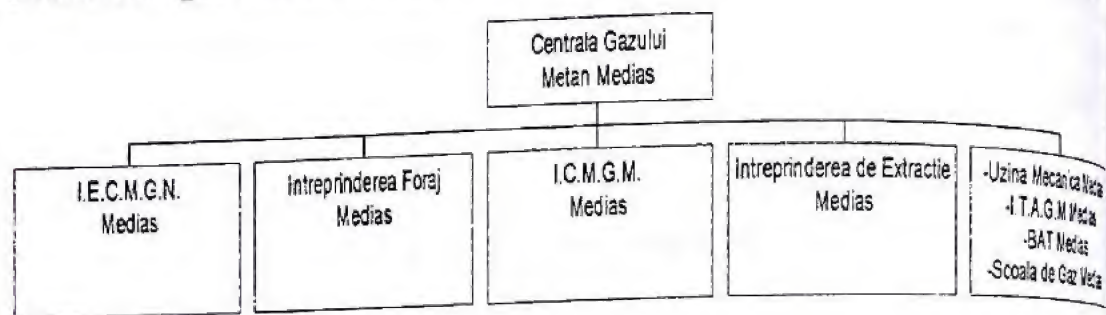 Centrala Gazului
Metan Medias
I.E.C.M.G.N.
Medias
Intreprinderea Foraj
Medias
I.C.M.G.M.
Medias
Intreprinderea de Extractie
Medias
-Uzina Mecanica
-I.T.A.G.M Medias
-BAT Medias
-Scoala de Gaz